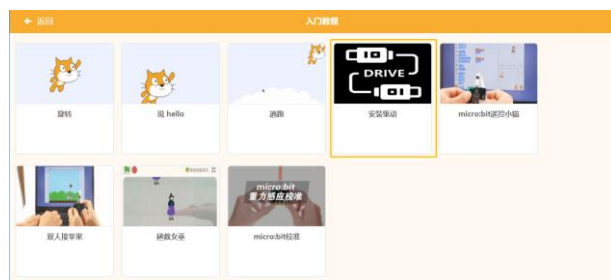 ← 返回
入门教程
旋转
说 hello
逃跑
DRIVE
安装驱动
micro:bit遥控小猫
双人接苹果
拯救女巫
micro:bit
重力感应校准
micro:bit校准